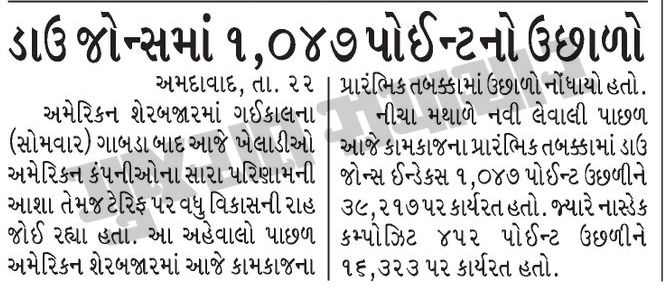 ડાઉ જોન્સમાં ૧,૦૪૭ પોઈન્ટનો ઉછાળો
અમદાવાદ, તા. ૨૨
અમેરિકન શેરબજારમાં ગઈકાલના
(સોમવાર) ગાબડા બાદ આજે ખેલાડીઓ
અમેરિકન કંપનીઓના સારા પરિણામની
આશા તેમજ ટેરિફ પર વધુ વિકાસની રાહ
જોઈ રહ્યા હતા. આ અહેવાલો પાછળ
અમેરિકન શેરબજારમાં આજે કામકાજના
પ્રારંભિક તબક્કામાં ઉછાળો નોંધાયો હતો.
નીચા મથાળે નવી લેવાલી પાછળ
આજે કામકાજના પ્રારંભિક તબક્કામાં ડાઉ
જોન્સ ઈન્ડેકસ ૧,૦૪૭ પોઈન્ટ ઉછળીને
૩૯,૨૧૭ પર કાર્યરત હતો. જ્યારે નાસ્ડેક
કમ્પોઝિટ ૪૫૨ પોઈન્ટ ઉછળીને
૧૬,૩૨૩ પર કાર્યરત હતો.
ગુજરાત સમાચાર